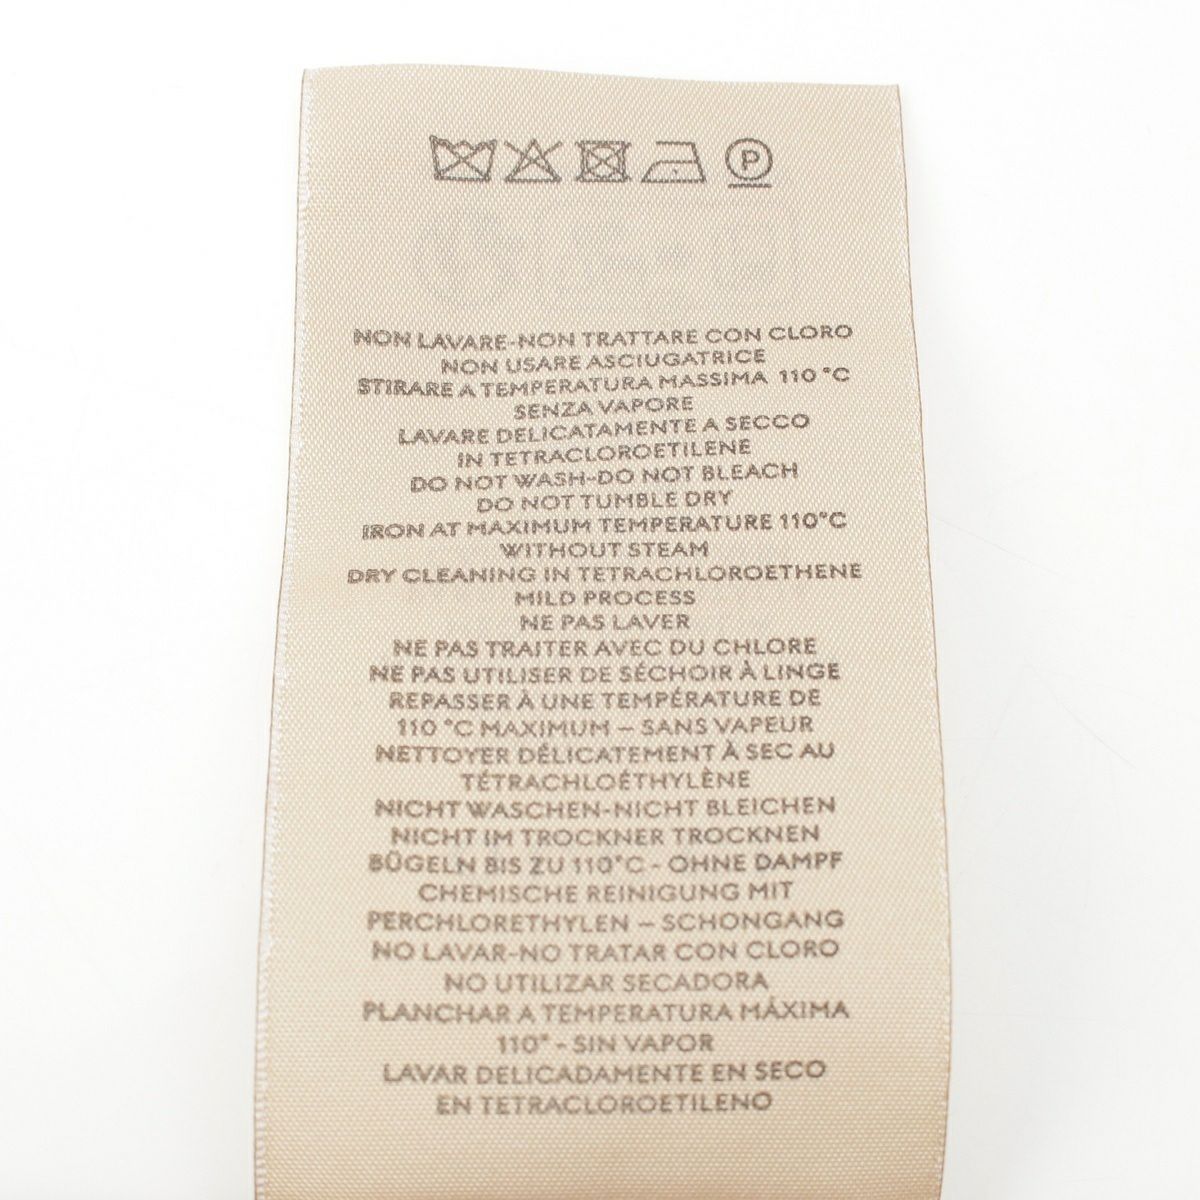 P
NON LAVARE-NON TRATTARE CON CLORO
NON USARE ASCIUGATRICE
STIRARE A TEMPERATURA MASSIMA 110 °C
SENZA VAPORE
LAVARE DELICATAMENTE A SECCO
IN TETRACLOROETILENE
DO NOT WASH-DO NOT BLEACH
DO NOT TUMBLE DRY
IRON AT MAXIMUM TEMPERATURE 110°C
WITHOUT STEAM
DRY CLEANING IN TETRACHLOROETHENE
MILD PROCESS
NE PAS LAVER
NE PAS TRAITER AVEC DU CHLORE
NE PAS UTILISER DE SÉCHOIR À LINGE
REPASSER À UNE TEMPÉRATURE DE
110 °C MAXIMUM – SANS VAPEUR
NETTOYER DÉLICATEMENT À SEC AU
TÉTRACHLOÉTHYLÈNE
NICHT WASCHEN-NICHT BLEICHEN
NICHT IM TROCKNER TROCKNEN
BÜGELN BIS ZU 110°C - OHNE DAMPF
CHEMISCHE REINIGUNG MIT
PERCHLORETHYLEN – SCHONGANG
NO LAVAR-NO TRATAR CON CLORO
NO UTILIZAR SECADORA
PLANCHAR A TEMPERATURA MÁXIMA
110° - SIN VAPOR
LAVAR DELICADAMENTE EN SECO
EN TETRACLOROETILENO